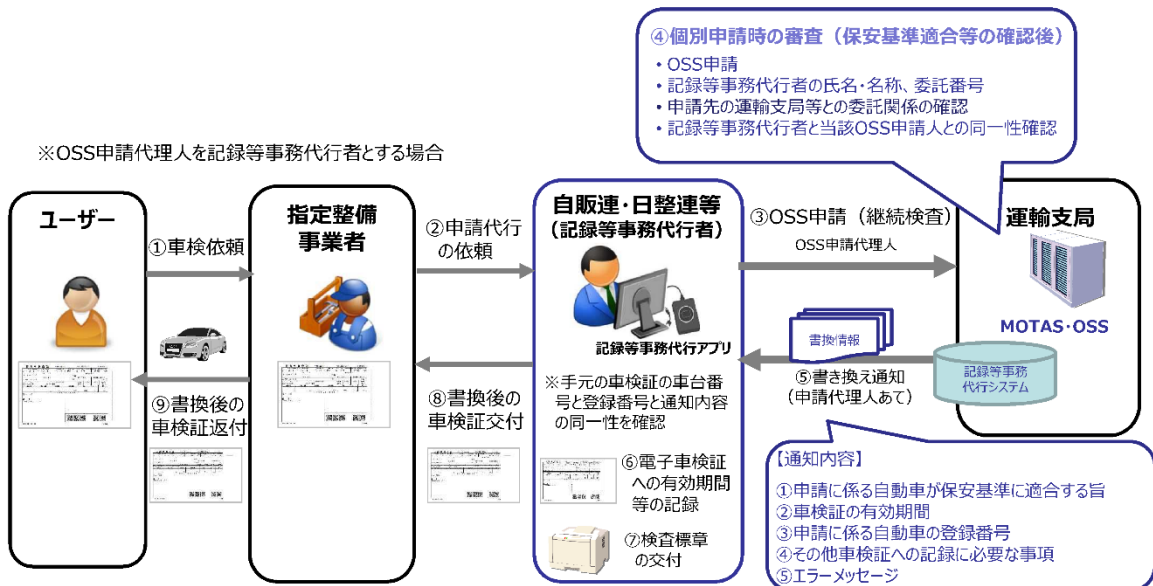 ④個別申請時の審査（保安基準適合等の確認後）
・OSS申請
・記録等事務代行者の氏名・名称、委託番号
・申請先の運輸支局等との委託関係の確認
・記録等事務代行者と当該OSS申請人との同一性確認
※OSS申請代理人を記録等事務代行者とする場合
ユーザー
①車検依頼
指定整備
事業者
②申請代行
の依頼
自販連・日整連等
（記録等事務代行者）
③OSS申請（継続検査）
OSS申請代理人
運輸支局
MOTAS・OSS
記録等事務代行アプリ
書換情報
記録等事務
代行システム
⑤書き換え通知
（申請代理人あて）
※手元の車検証の車台番
号と登録番号と通知内容
の同一性を確認
⑨書換後の
車検証返付
⑧書換後の
車検証交付
⑥電子車検証
への有効期間
等の記録
⑦検査標章
の交付
【通知内容】
①申請に係る自動車が保安基準に適合する旨
②車検証の有効期間
③申請に係る自動車の登録番号
④その他車検証への記録に必要な事項
⑤エラーメッセージ